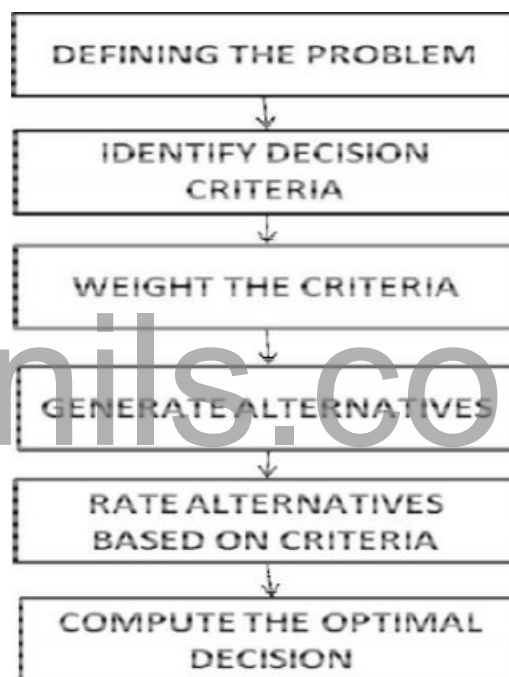 DEFINING THE PROBLEM
IDENTIFY DECISION
CRITERIA
WEIGHT THE CRITERIA
nils.co
GENERATE ALTERNATIVES
RATE ALTERNATIVES
BASED ON CRITERIA
COMPUTE THE OPTIMAL
DECISION